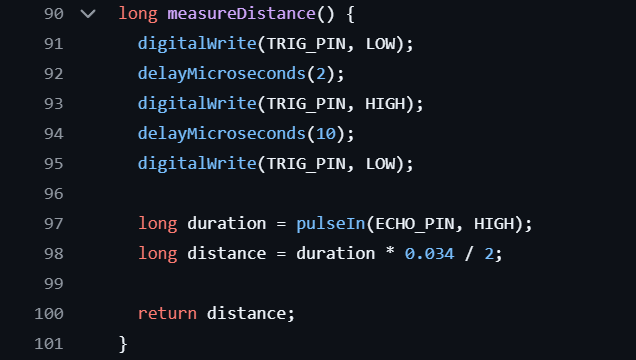 90 long measureDistance() {
91 digitalWrite(TRIG_PIN, LOW);
92 delayMicroseconds(2);
93 digitalWrite(TRIG_PIN, HIGH);
94 delayMicroseconds(10);
95 digitalWrite(TRIG_PIN, LOW);
96
97 long duration = pulseIn(ECHO_PIN, HIGH);
98 long distance = duration * 0.034 / 2;
99
100 return distance;
101 }